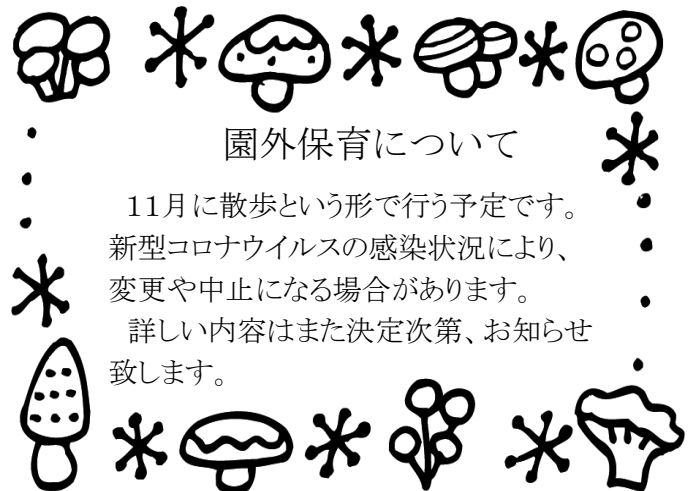 園外保育について
　11月に散歩という形で行う予定です。
新型コロナウイルスの感染状況により、
変更や中止になる場合があります。
　詳しい内容はまた決定次第、お知らせ
致します。